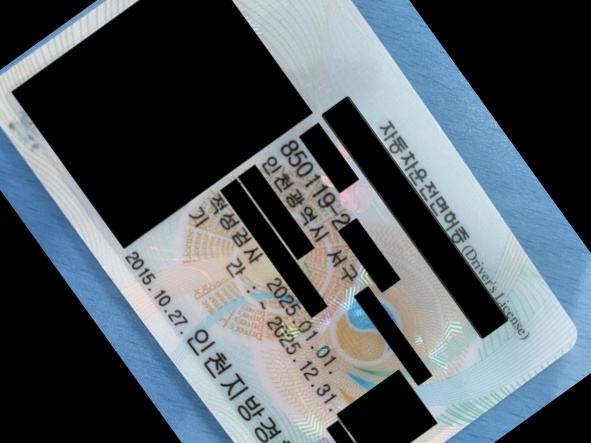 자동차운전면허증 (Driver's License)
850119-2
인천광역시 서구
적성검사
기 간 : 2025.01.01.
2025.12.31.
2015.10.27.
인천지방경